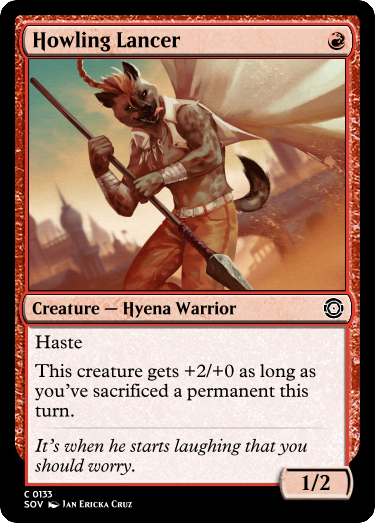 Howling Lancer
Creature — Hyena Warrior
Haste
This creature gets +2/+0 as long as
you've sacrificed a permanent this
turn.
It's when he starts laughing that you
should worry.
1/2
C 0133
SOV Jan Ericka Cruz